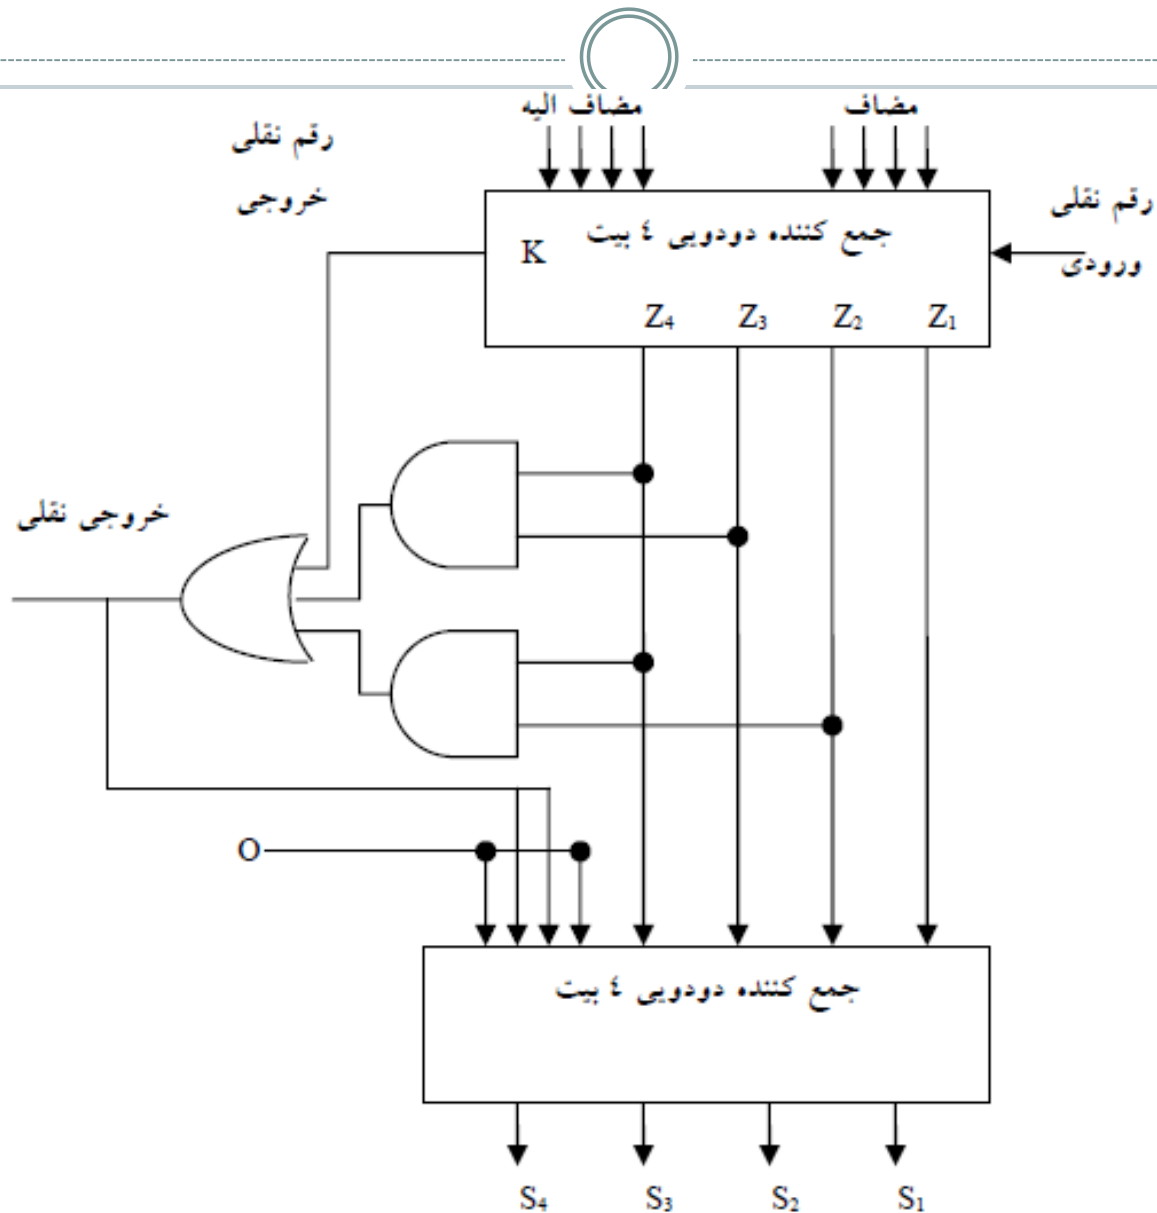 مضاف الیه
مضاف
رقم نقلی
خروجی
رقم نقلی
ورودی
جمع کننده دودویی ٤ بیت
K
Z₄ Z₃ Z₂ Z₁
خروجی نقلی
O
جمع کننده دودویی ٤ بیت
S₄ S₃ S₂ S₁